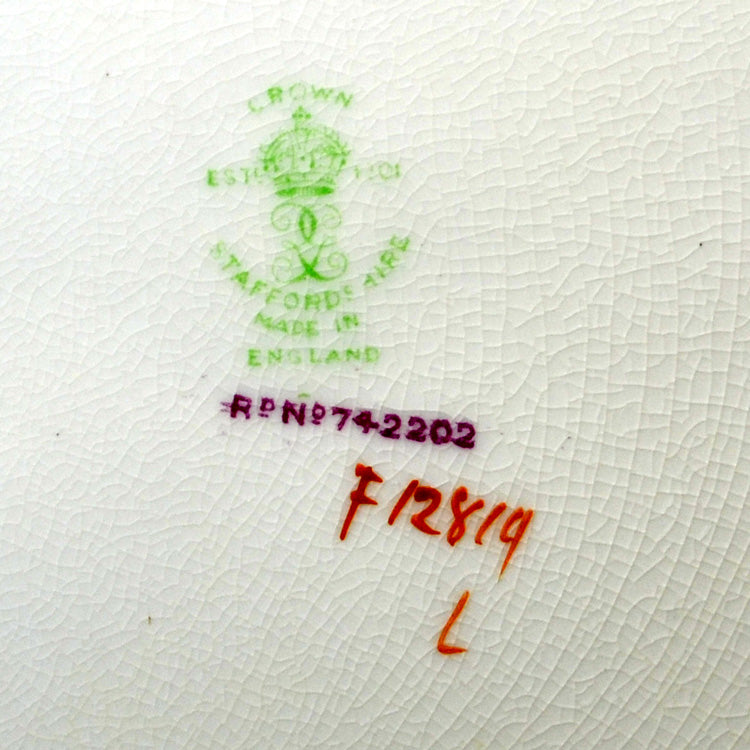 CROWN
ESTD 1801
STAFFORDSHIRE
MADE IN
ENGLAND
RD NO 742202
F12819
L